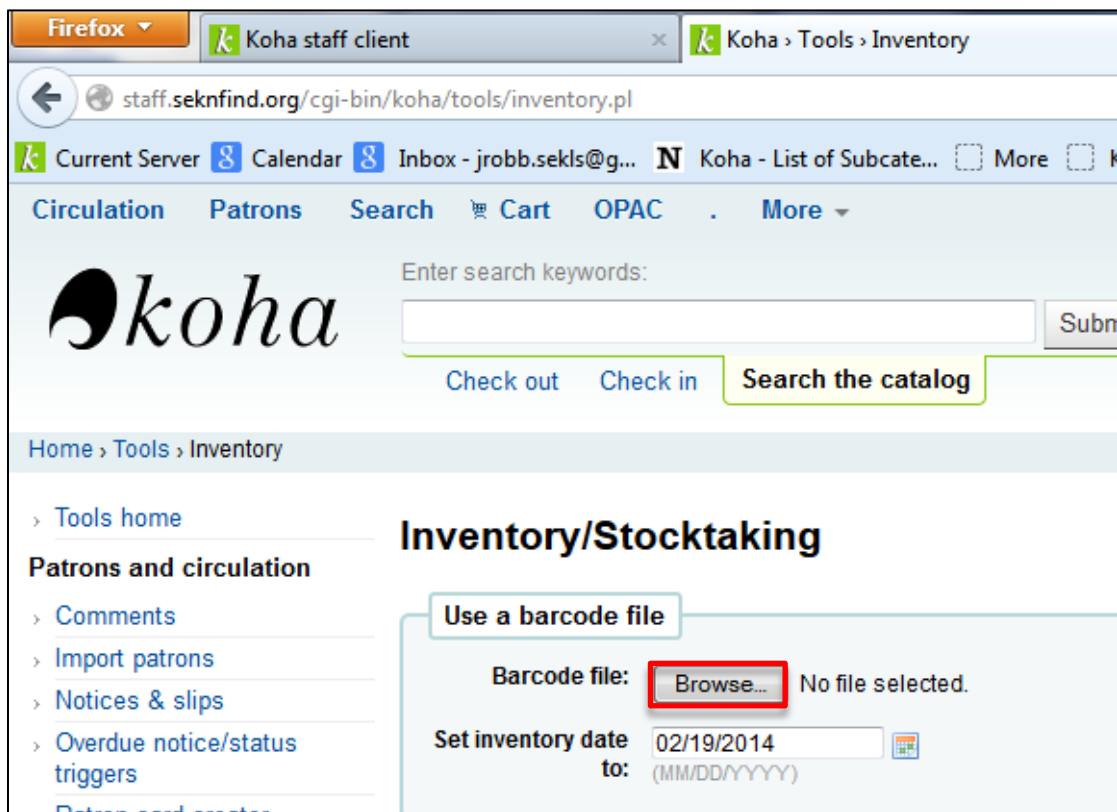 Firefox
Koha staff client × Koha › Tools › Inventory
staff.seknfind.org/cgi-bin/koha/tools/inventory.pl
Current Server Calendar Inbox - jrobb.sekls@g... N Koha - List of Subcate... More
Circulation Patrons Search Cart OPAC . More
koha
Enter search keywords:
Check out Check in Search the catalog
Home › Tools › Inventory
› Tools home
Inventory/Stocktaking
Patrons and circulation
› Comments
› Import patrons
› Notices & slips
› Overdue notice/status
triggers
Use a barcode file
Barcode file: Browse... No file selected.
Set inventory date
to: 02/19/2014
(MM/DD/YYYY)